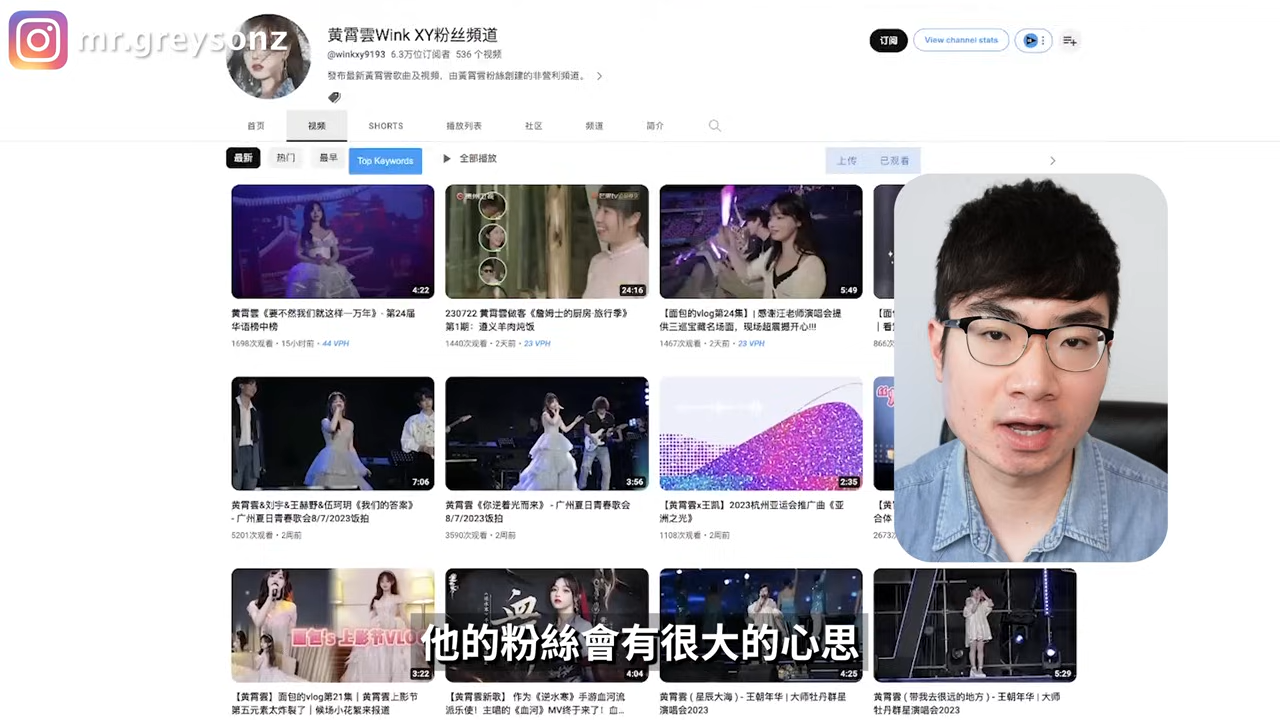 mr.greysonz
黄霄雲Wink XY粉丝頻道
@winkxy9193 6.3万位订阅者 536 个视频
發布最新黃霄雲歌曲及視頻，由黃霄雲粉絲創建的非營利頻道。
订阅
View channel stats
首页 视频 SHORTS 播放列表 社区 频道 简介
最新 热门 最早 Top Keywords 全部播放
上传 已观看
4:22
24:16
5:49
黄霄雲《要不然我们就这样一万年》- 第24届
华语榜中榜
1698次观看・15小时前・44 VPH
230722 黄霄雲做客《詹姆士的厨房·旅行季》
第1期：遵义羊肉炖饭
1440次观看・2天前・23 VPH
【面包的vlog第24集】| 感谢汪老师演唱会提
供三巡宝藏名场面，现场超震撼开心!!!
1467次观看・2天前・23 VPH
7:06
3:56
2:35
黄霄雲&刘宇&王赫野&伍珂玥《我们的答案》
- 广州夏日青春歌会8/7/2023饭拍
5201次观看・2周前
黄霄雲《你逆着光而来》 - 广州夏日青春歌会
8/7/2023饭拍
3590次观看・2周前
【黄霄雲x王凯】2023杭州亚运会推广曲《亚
洲之光》
1108次观看・2周前
3:22
4:04
4:25
5:29
他的粉絲會有很大的心思
【黄霄雲】面包的vlog第21集｜黄霄雲上影节
第五元素太炸裂了｜候场小花絮来报道
【黄霄雲新歌】 作为《逆水寒》手游血河流
派乐使！主唱的《血河》MV终于来了！血...
黄霄雲 ( 星辰大海 ) - 王朝年华 | 大师牡丹群星
演唱会2023
黄霄雲 ( 带我去很远的地方 ) - 王朝年华 | 大师
牡丹群星演唱会2023